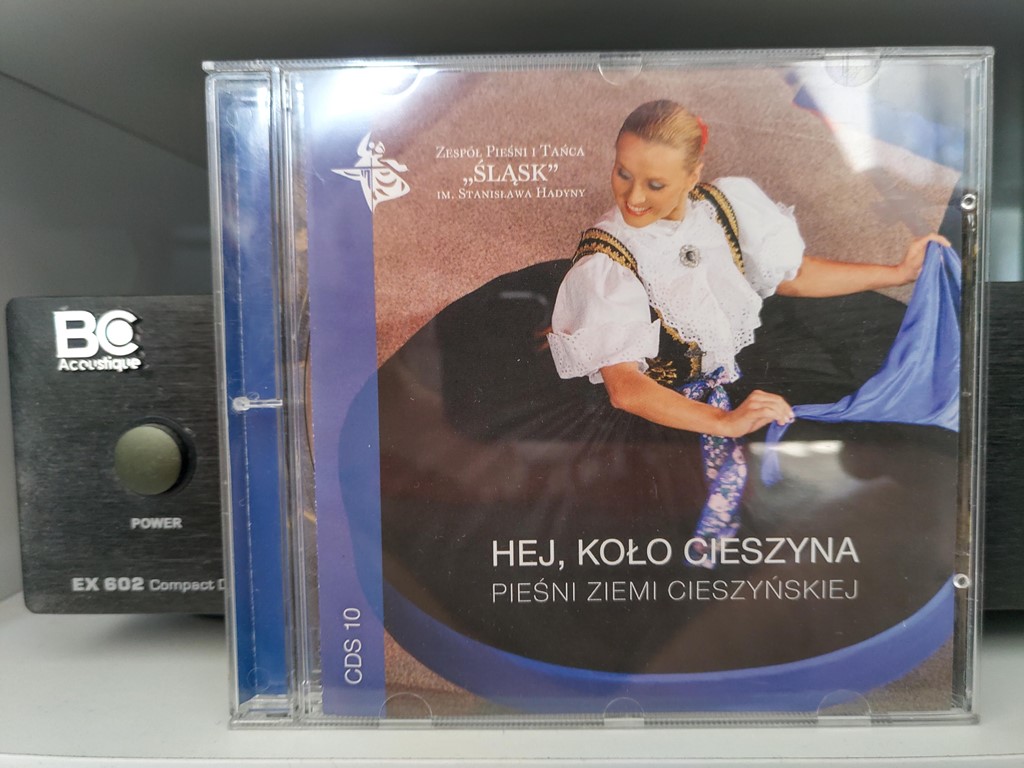 BC
Acoustique
POWER
EX 602 Compact D
Zespół Pieśni i Tańca
„ŚLĄSK”
im. Stanisława Hadyny
HEJ, KOŁO CIESZYNA
PIEŚNI ZIEMI CIESZYŃSKIEJ
CDS 10